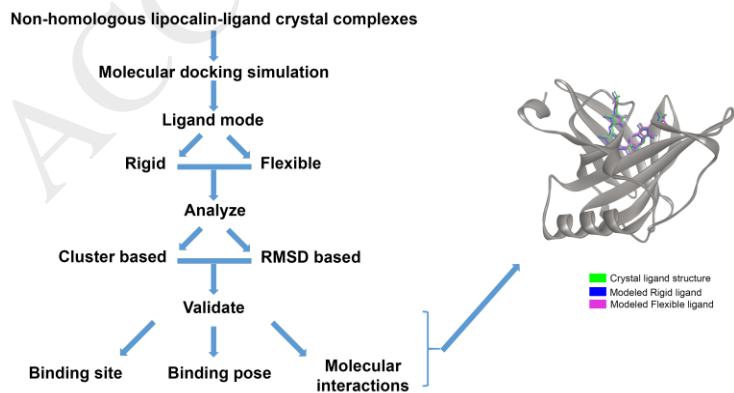 Non-homologous lipocalin-ligand crystal complexes
Molecular docking simulation
Ligand mode
Rigid
Flexible
Analyze
Cluster based
RMSD based
Validate
Binding site
Binding pose
Molecular
interactions
Crystal ligand structure
Modeled Rigid ligand
Modeled Flexible ligand
ACC